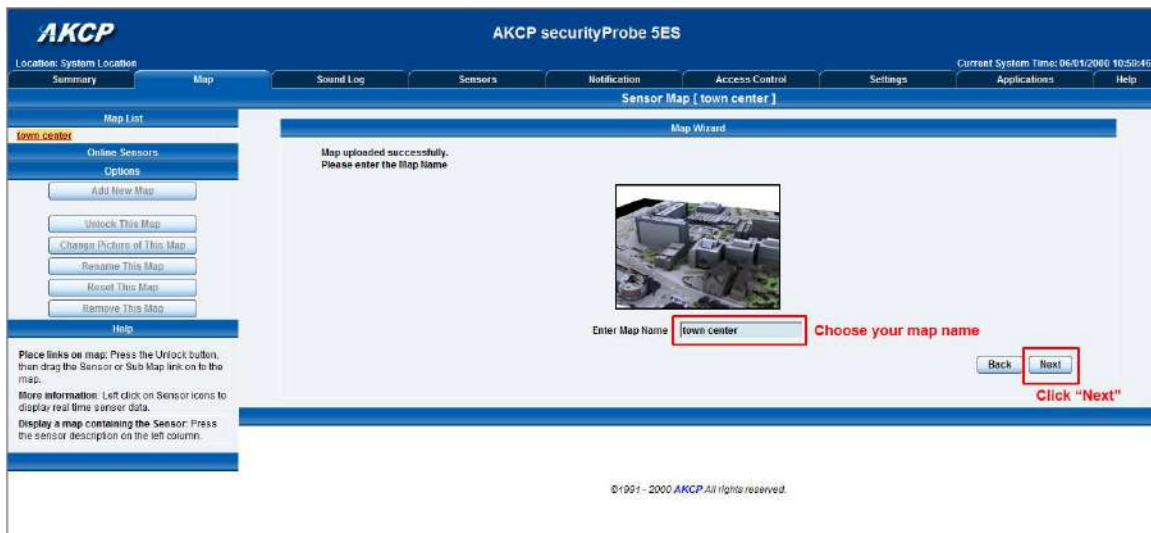 AKCP
AKCP securityProbe 5ES
Location: System Location
Current System Time: 06/01/2000 10:59:46
Summary
Map
Sound Log
Sensors
Notification
Access Control
Settings
Applications
Help
Sensor Map [ town center ]
Map List
town center
Online Sensors
Options
Add New Map
Unlock This Map
Change Picture of This Map
Rename This Map
Reset This Map
Remove This Map
Help
Place links on map: Press the Unlock button,
then drag the Sensor or Sub Map link on to the
map.
More information: Left click on Sensor icons to
display real time sensor data.
Display a map containing the Sensor: Press
the sensor description on the left column.
Map Wizard
Map uploaded successfully.
Please enter the Map Name
Enter Map Name
town center
Choose your map name
Back
Next
Click “Next”
©1991 - 2000 AKCP All rights reserved.